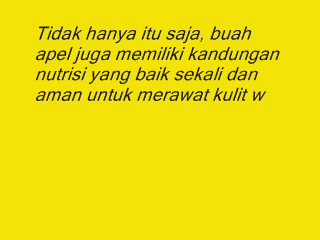 Tidak hanya itu saja, buah
apel juga memiliki kandungan
nutrisi yang baik sekali dan
aman untuk merawat kulit w